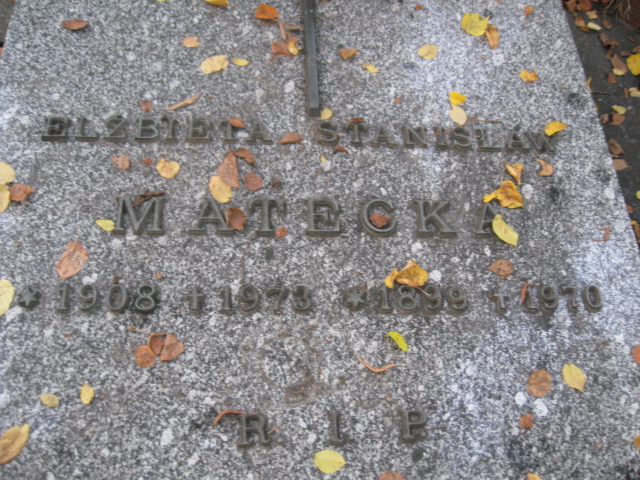 ELŻBIETA STANISŁAW
MATECKA
* 1908 + 1973 * 1899 + 1970
R I P